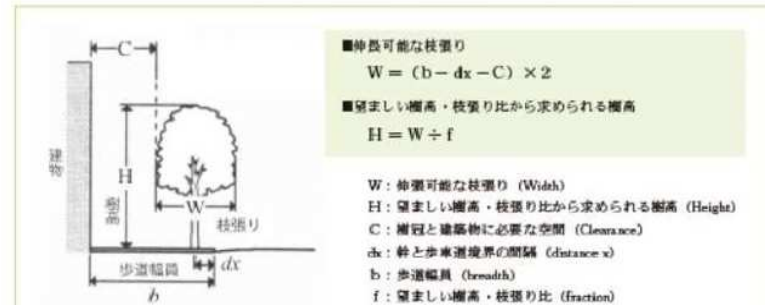 C
建物
H
樹高
W
枝張り
歩道幅員
dx
b
■伸長可能な枝張り
W=(b-dx-C)×2
■望ましい樹高・枝張り比から求められる樹高
H=W÷f
W:伸張可能な枝張り (Width)
H:望ましい樹高・枝張り比から求められる樹高 (Height)
C:樹冠と建築物に必要な空間 (Clearance)
dx:幹と歩車道境界の間隔 (distance x)
b:歩道幅員 (breadth)
f:望ましい樹高・枝張り比 (fraction)